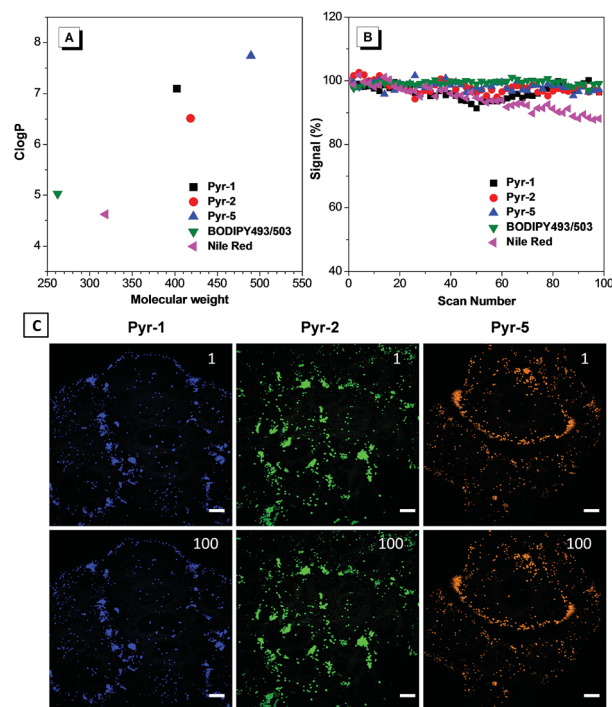 A
8
7
6
5
4
ClogP
250 300 350 400 450 500 550
Molecular weight
Pyr-1
Pyr-2
Pyr-5
BODIPY493/503
Nile Red
B
120
100
80
60
40
Signal (%)
0 20 40 60 80 100
Scan Number
Pyr-1
Pyr-2
Pyr-5
BODIPY493/503
Nile Red
C
Pyr-1 Pyr-2 Pyr-5
1 1 1
100 100 100